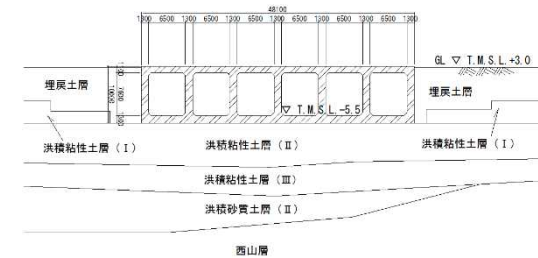 48100
1300 6500 1300 6500 1300 6500 1300 6500 1300 6500 1300 6500 1300
GL ▽ T.M.S.L.+3.0
10000
埋戻土層
埋戻土層
▽ T.M.S.L.-5.5
洪積粘性土層（Ⅰ）
洪積粘性土層（Ⅱ）
洪積粘性土層（Ⅰ）
洪積粘性土層（Ⅲ）
洪積砂質土層（Ⅱ）
西山層